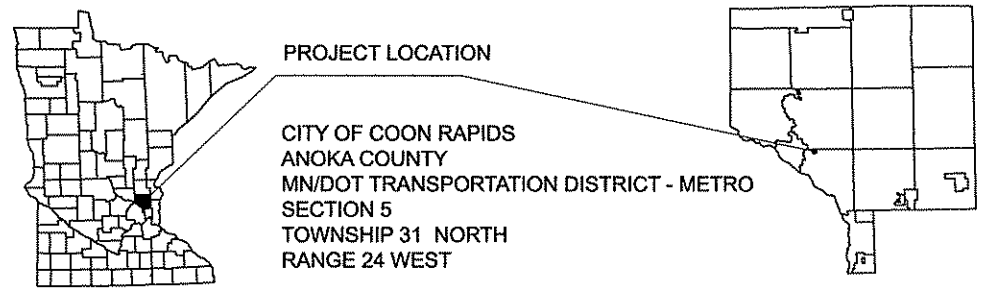 PROJECT LOCATION
CITY OF COON RAPIDS
ANOKA COUNTY
MN/DOT TRANSPORTATION DISTRICT - METRO
SECTION 5
TOWNSHIP 31 NORTH
RANGE 24 WEST